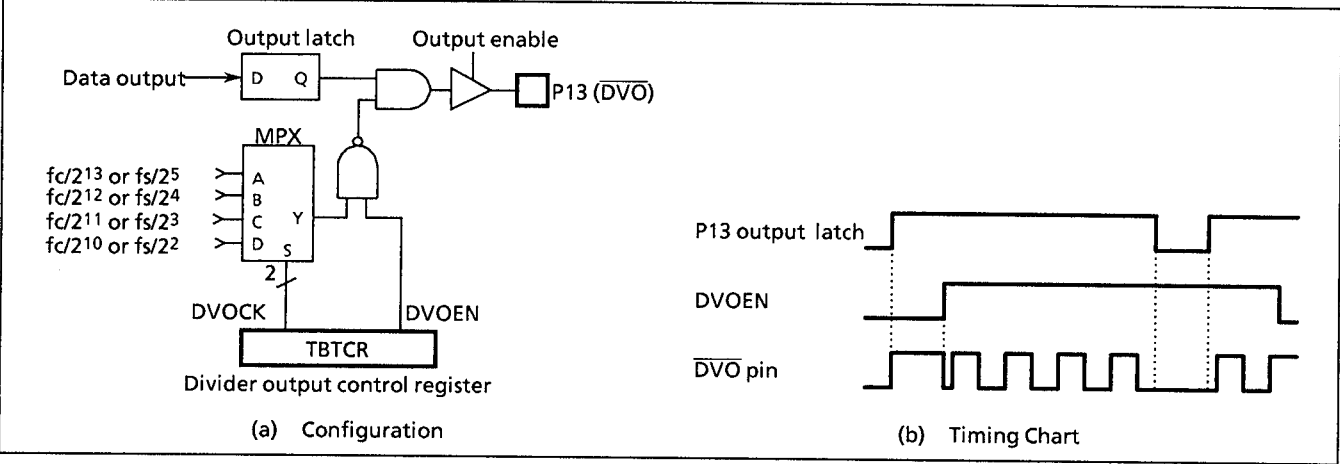 Output latch
Output enable
Data output
D Q
P13 (DVO)
MPX
fc/2¹³ or fs/2⁵
fc/2¹² or fs/2⁴
fc/2¹¹ or fs/2³
fc/2¹⁰ or fs/2²
A
B
C
D
Y
S
2
DVOCK
DVOEN
TBTCR
Divider output control register
(a) Configuration
P13 output latch
DVOEN
DVO pin
(b) Timing Chart